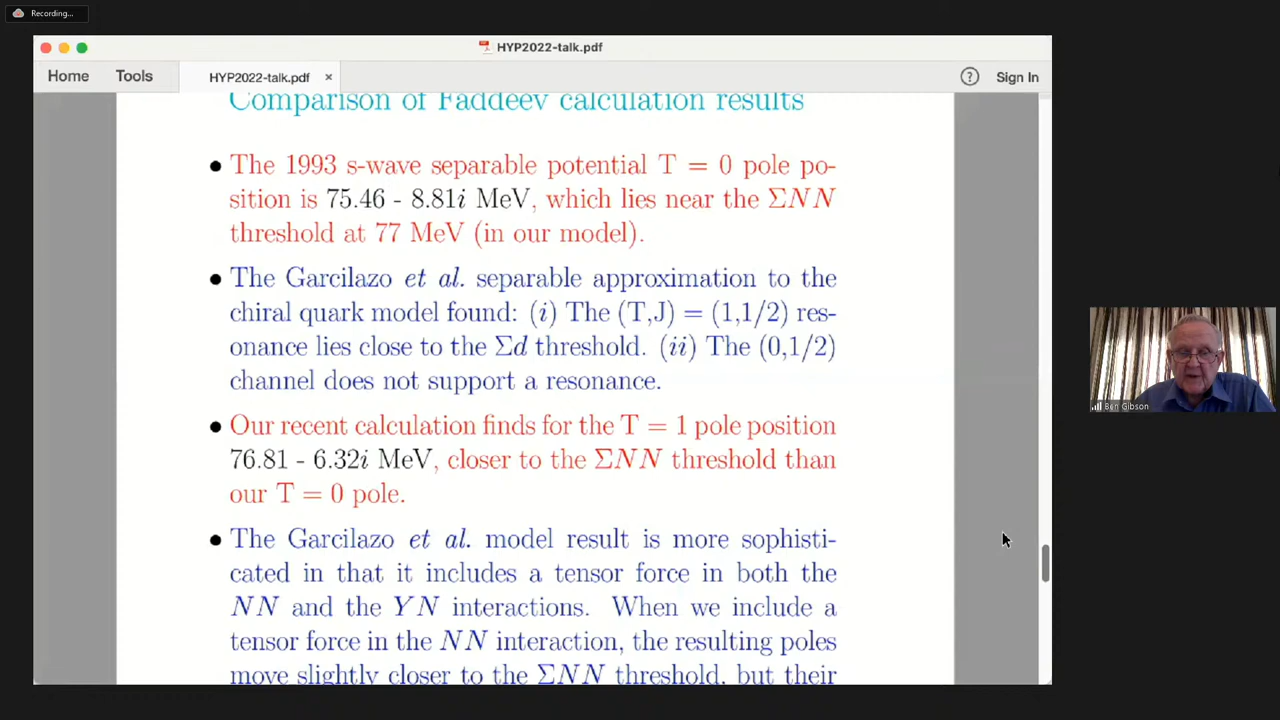 Recording...
HYP2022-talk.pdf
Home Tools HYP2022-talk.pdf × ? Sign In
Comparison of Faddeev calculation results
• The 1993 s-wave separable potential T = 0 pole po-
sition is 75.46 - 8.81i MeV, which lies near the ΣNN
threshold at 77 MeV (in our model).
• The Garcilazo et al. separable approximation to the
chiral quark model found: (i) The (T,J) = (1,1/2) res-
onance lies close to the Σd threshold. (ii) The (0,1/2)
channel does not support a resonance.
• Our recent calculation finds for the T = 1 pole position
76.81 - 6.32i MeV, closer to the ΣNN threshold than
our T = 0 pole.
• The Garcilazo et al. model result is more sophisti-
cated in that it includes a tensor force in both the
NN and the YN interactions. When we include a
tensor force in the NN interaction, the resulting poles
move slightly closer to the ΣNN threshold, but their
Ben Gibson